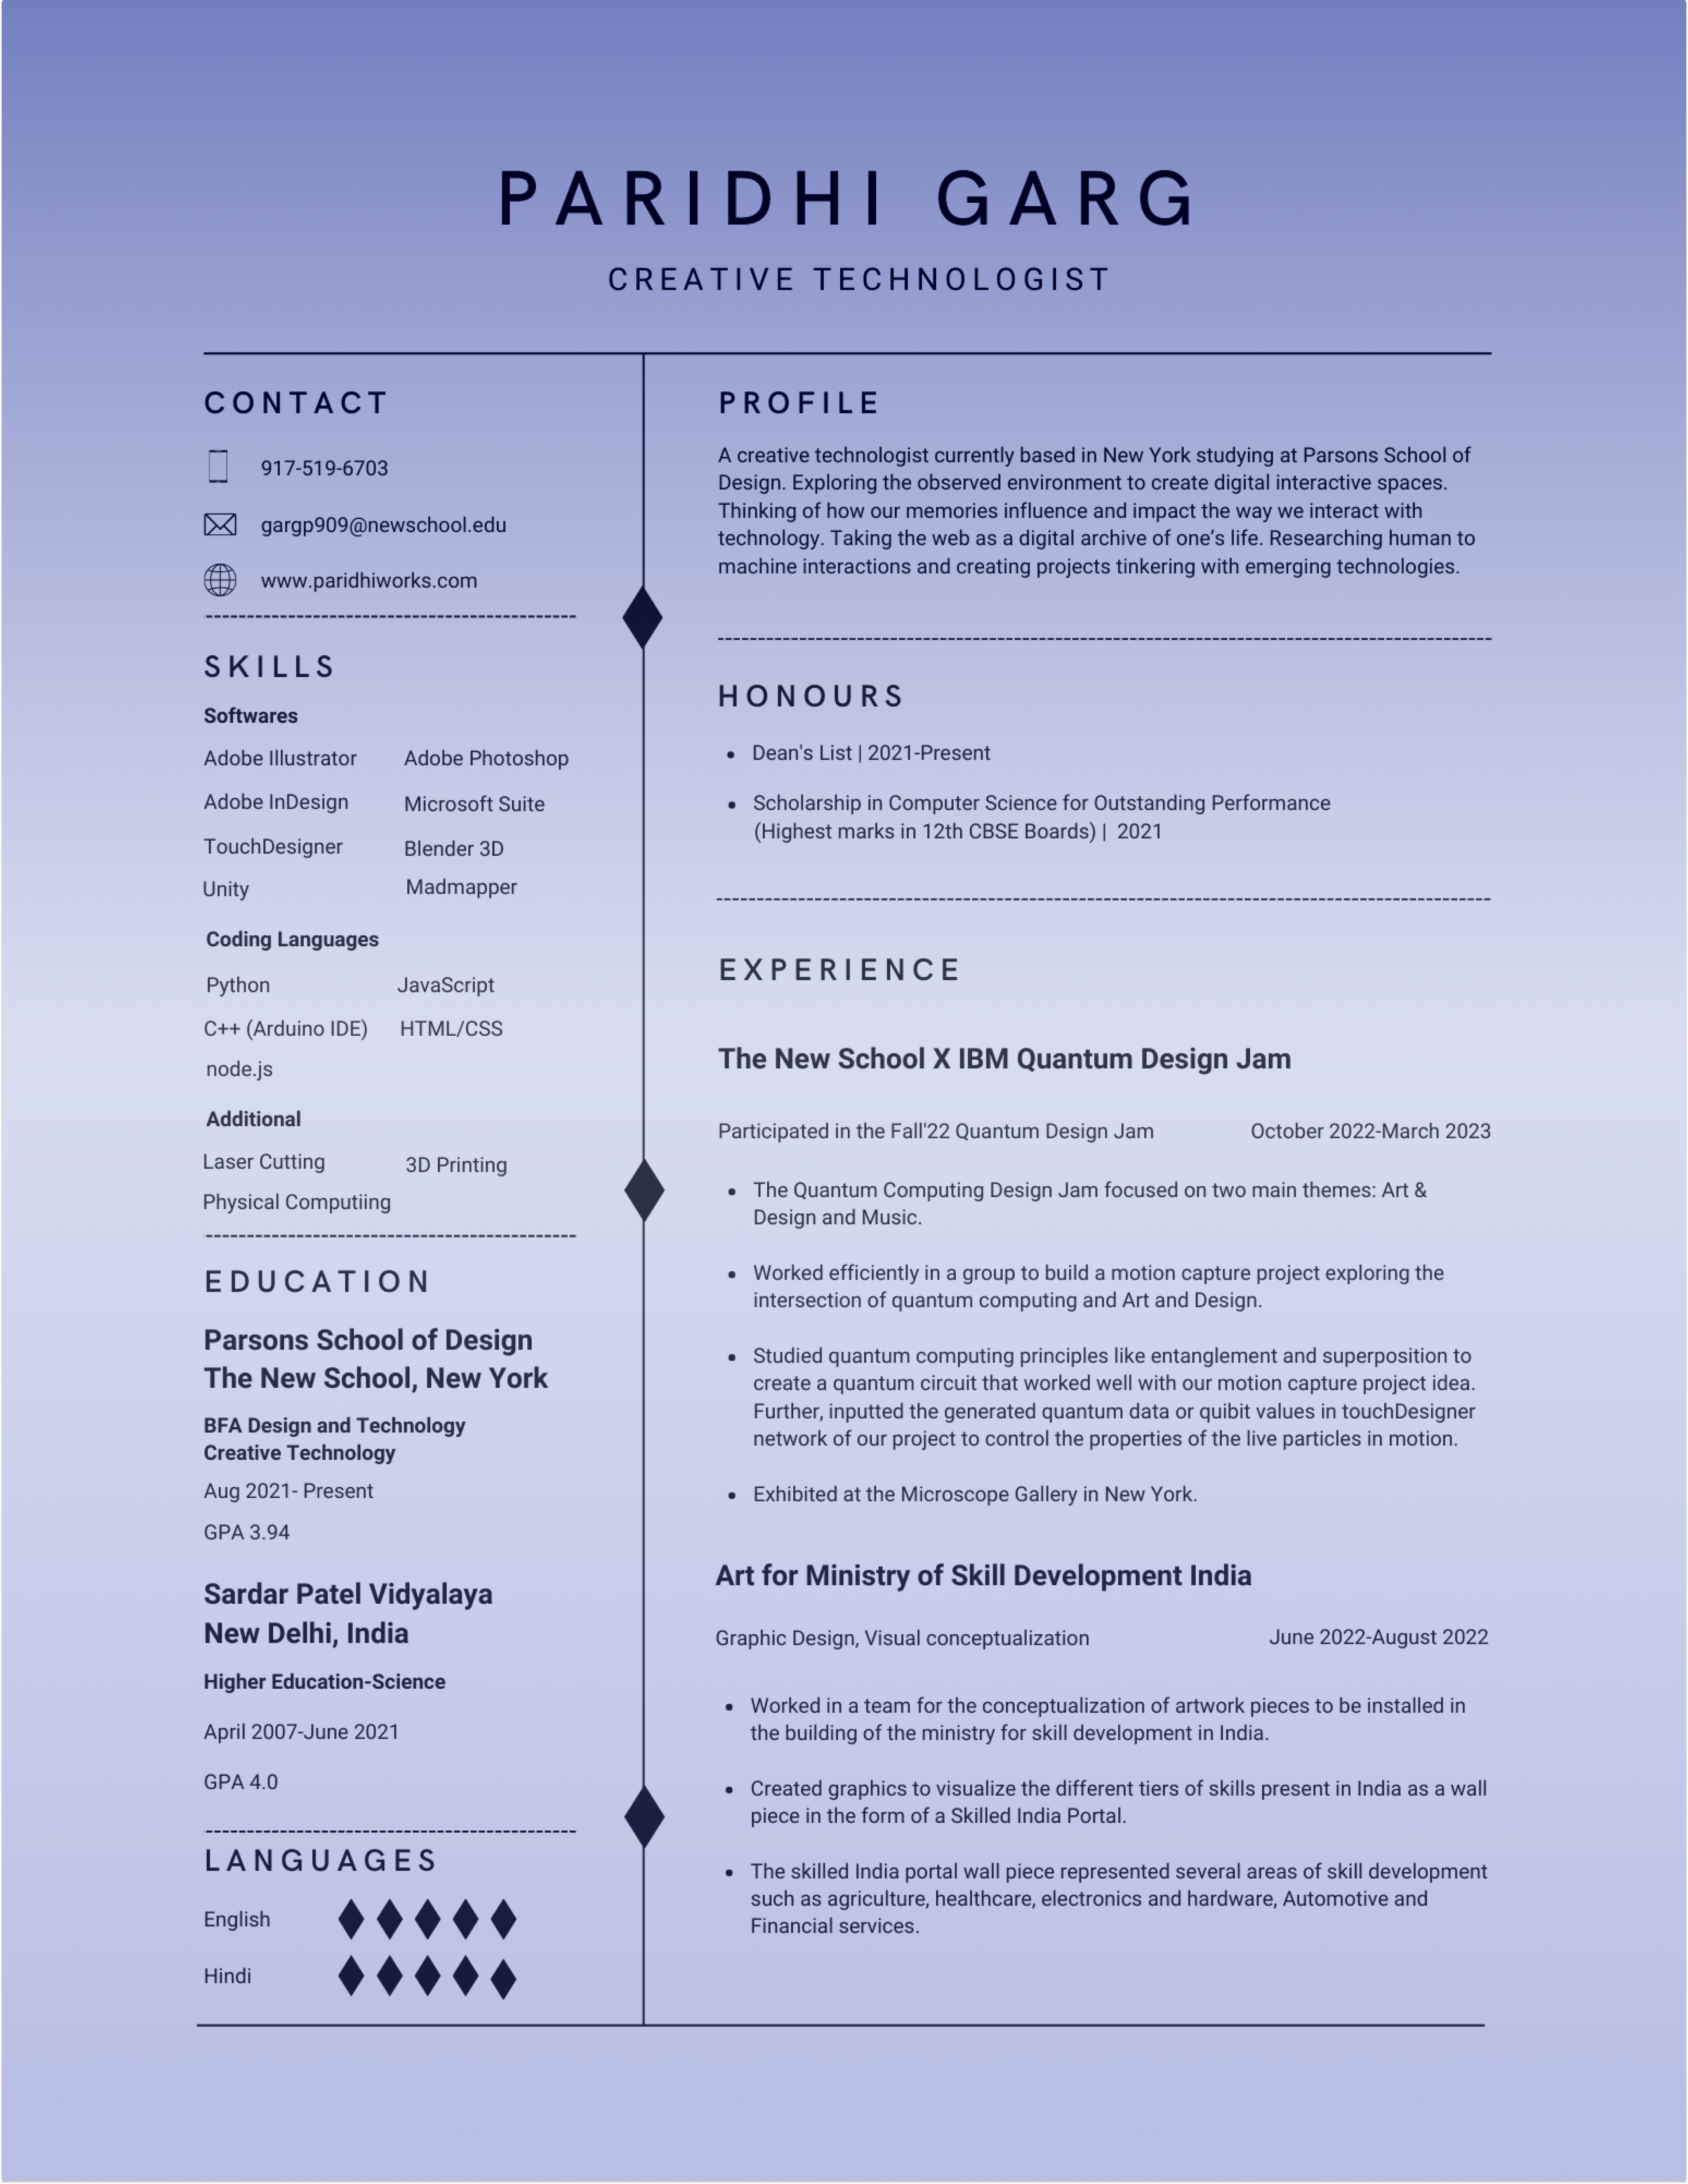 PARIDHI GARG
CREATIVE TECHNOLOGIST
CONTACT
917-519-6703
gargp909@newschool.edu
www.paridhiworks.com
SKILLS
Softwares
Adobe Illustrator Adobe Photoshop
Adobe InDesign Microsoft Suite
TouchDesigner Blender 3D
Unity Madmapper
Coding Languages
Python JavaScript
C++ (Arduino IDE) HTML/CSS
node.js
Additional
Laser Cutting 3D Printing
Physical Computiing
EDUCATION
Parsons School of Design
The New School, New York
BFA Design and Technology
Creative Technology
Aug 2021- Present
GPA 3.94
Sardar Patel Vidyalaya
New Delhi, India
Higher Education-Science
April 2007-June 2021
GPA 4.0
LANGUAGES
English
Hindi
PROFILE
A creative technologist currently based in New York studying at Parsons School of
Design. Exploring the observed environment to create digital interactive spaces.
Thinking of how our memories influence and impact the way we interact with
technology. Taking the web as a digital archive of one’s life. Researching human to
machine interactions and creating projects tinkering with emerging technologies.
HONOURS
• Dean's List | 2021-Present
• Scholarship in Computer Science for Outstanding Performance
(Highest marks in 12th CBSE Boards) | 2021
EXPERIENCE
The New School X IBM Quantum Design Jam
Participated in the Fall'22 Quantum Design Jam October 2022-March 2023
• The Quantum Computing Design Jam focused on two main themes: Art &
Design and Music.
• Worked efficiently in a group to build a motion capture project exploring the
intersection of quantum computing and Art and Design.
• Studied quantum computing principles like entanglement and superposition to
create a quantum circuit that worked well with our motion capture project idea.
Further, inputted the generated quantum data or quibit values in touchDesigner
network of our project to control the properties of the live particles in motion.
• Exhibited at the Microscope Gallery in New York.
Art for Ministry of Skill Development India
Graphic Design, Visual conceptualization June 2022-August 2022
• Worked in a team for the conceptualization of artwork pieces to be installed in
the building of the ministry for skill development in India.
• Created graphics to visualize the different tiers of skills present in India as a wall
piece in the form of a Skilled India Portal.
• The skilled India portal wall piece represented several areas of skill development
such as agriculture, healthcare, electronics and hardware, Automotive and
Financial services.